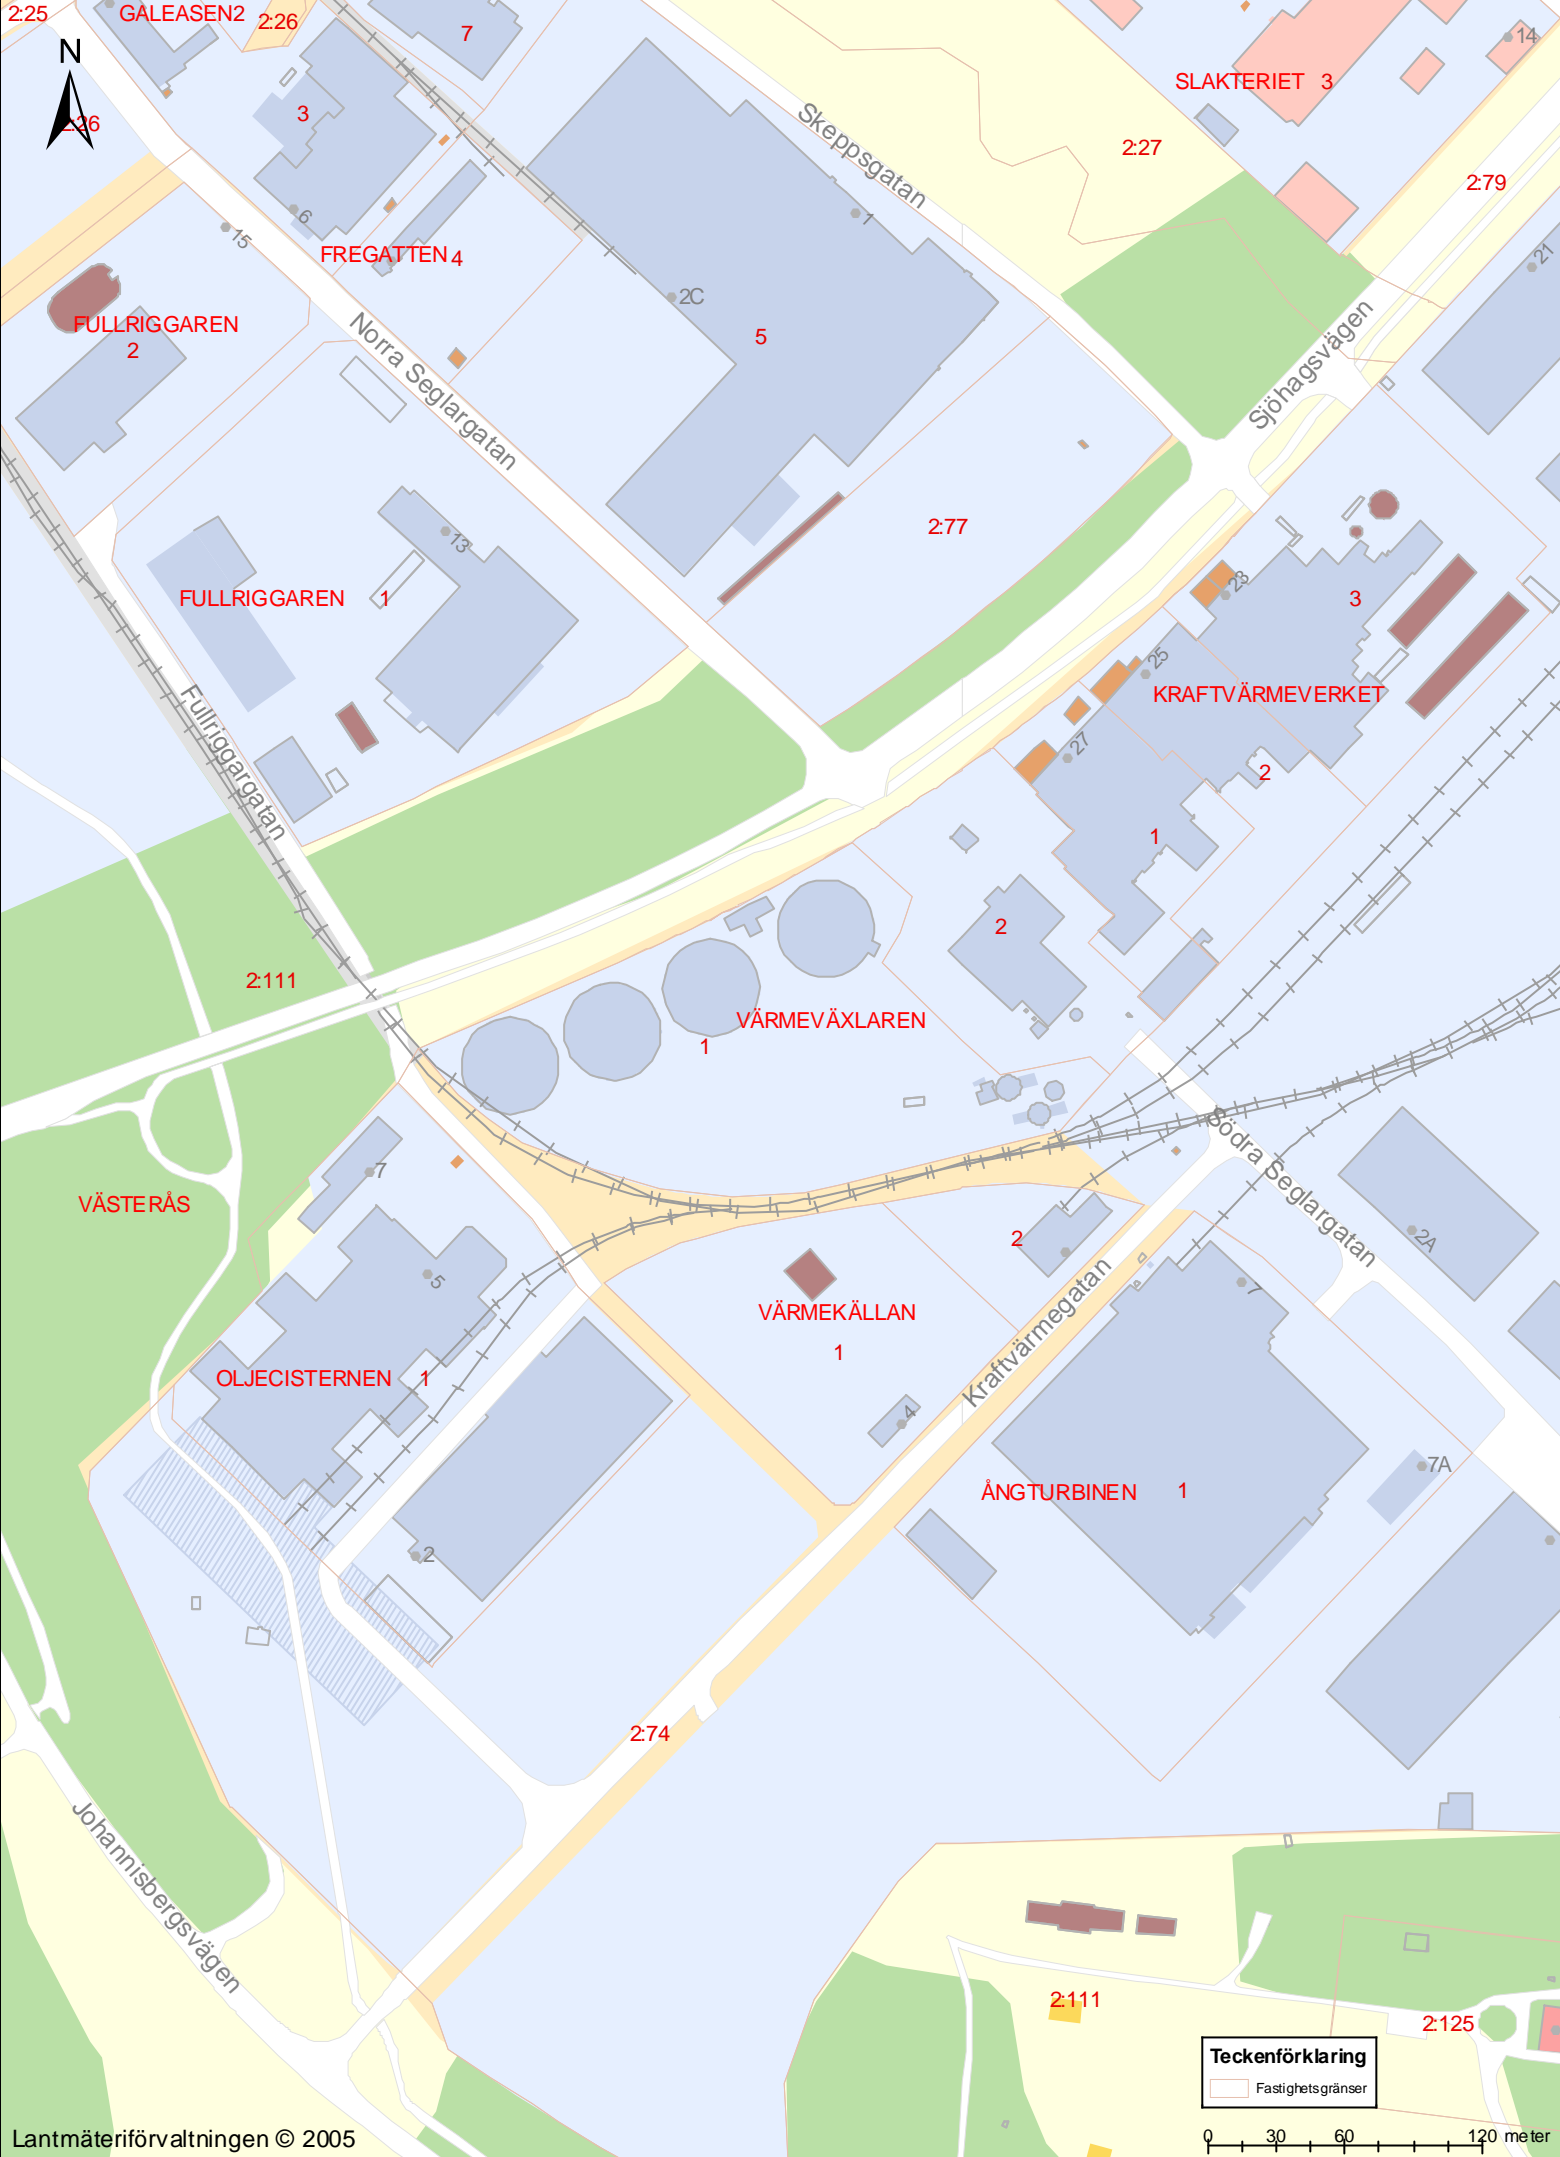 2:25
GALEASEN2
2:26
7
N
2:26
3
6
15
FREGATTEN 4
FULLRIGGAREN
2
Skeppsgatan
1
2C
5
SLAKTERIET 3
14
2:27
2:79
21
Norra Seglargatan
Sjöhagsvägen
13
FULLRIGGAREN 1
2:77
23
3
25
KRAFTVÄRMEVERKET
27
2
1
Fullriggargatan
2
2:111
VÄRMEVÄXLAREN
1
Södra Seglargatan
7
VÄSTERÅS
2
2A
5
7
VÄRMEKÄLLAN
1
Kraftvärmegatan
OLJECISTERNEN 1
4
7A
ÅNGTURBINEN 1
2
2:74
Johannisbergsvägen
2:111
2:125
Teckenförklaring
Fastighetsgränser
Lantmäteriförvaltningen © 2005
0 30 60 120 meter